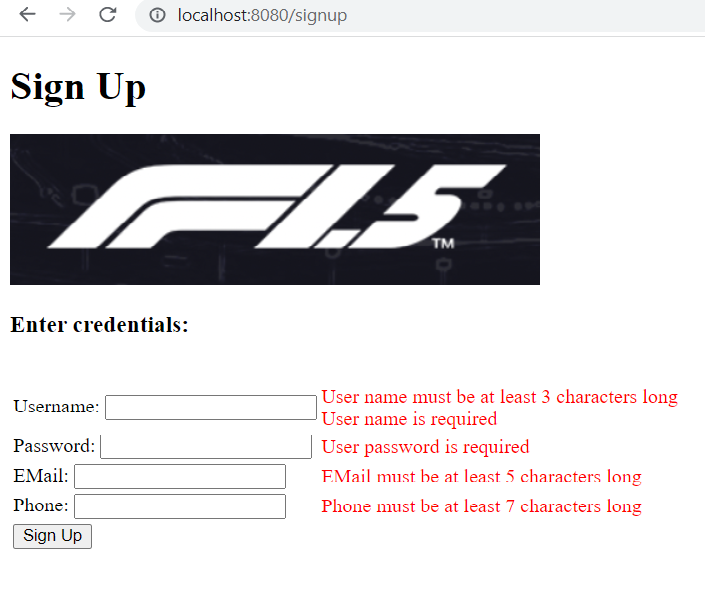 localhost:8080/signup
Sign Up
F1.5
TM
Enter credentials:
Username:
User name must be at least 3 characters long
User name is required
Password:
User password is required
EMail:
EMail must be at least 5 characters long
Phone:
Phone must be at least 7 characters long
Sign Up